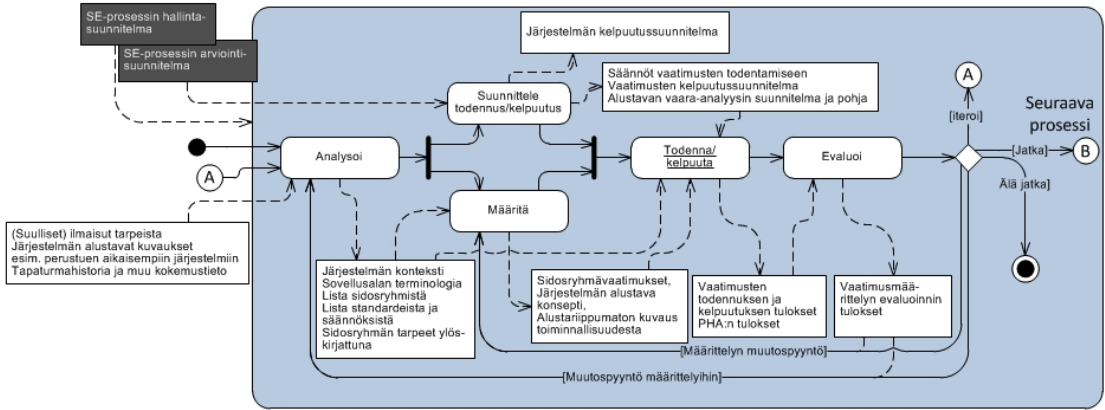 SE-prosessin hallinta-
suunnitelma
SE-prosessin arviointi-
suunnitelma
Järjestelmän kelpuutussuunnitelma
Säännöt vaatimusten todentamiseen
Vaatimusten kelpuutussuunnitelma
Alustavan vaara-analyysin suunnitelma ja pohja
Suunnittele
todennus/kelpuutus
A
[iteroi]
Seuraava
prosessi
Analysoi
Todenna/
kelpuuta
Evaluoi
[Jatka]
B
A
Älä jatka]
Määritä
(Suulliset) ilmaisut tarpeista
Järjestelmän alustavat kuvaukset
esim. perustuen aikaisempiin järjestelmiin
Tapaturmahistoria ja muu kokemustieto
Järjestelmän konteksti
Sovellusalan terminologia
Lista sidosryhmistä
Lista standardeista ja
säännöksistä
Sidosryhmän tarpeet ylös-
kirjattuna
Sidosryhmävaatimukset,
Järjestelmän alustava
konsepti,
Alustariippumaton kuvaus
toiminnallisuudesta
Vaatimusten
todennuksen ja
kelpuutuksen tulokset
PHA:n tulokset
Vaatimusmää-
rittelyn evaluoinnin
tulokset
[Määrittelyn muutospyyntö]
[Muutospyyntö määrittelyihin]